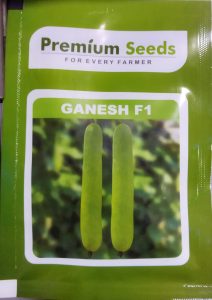 Premium Seeds
FOR EVERY FARMER
GANESH F1